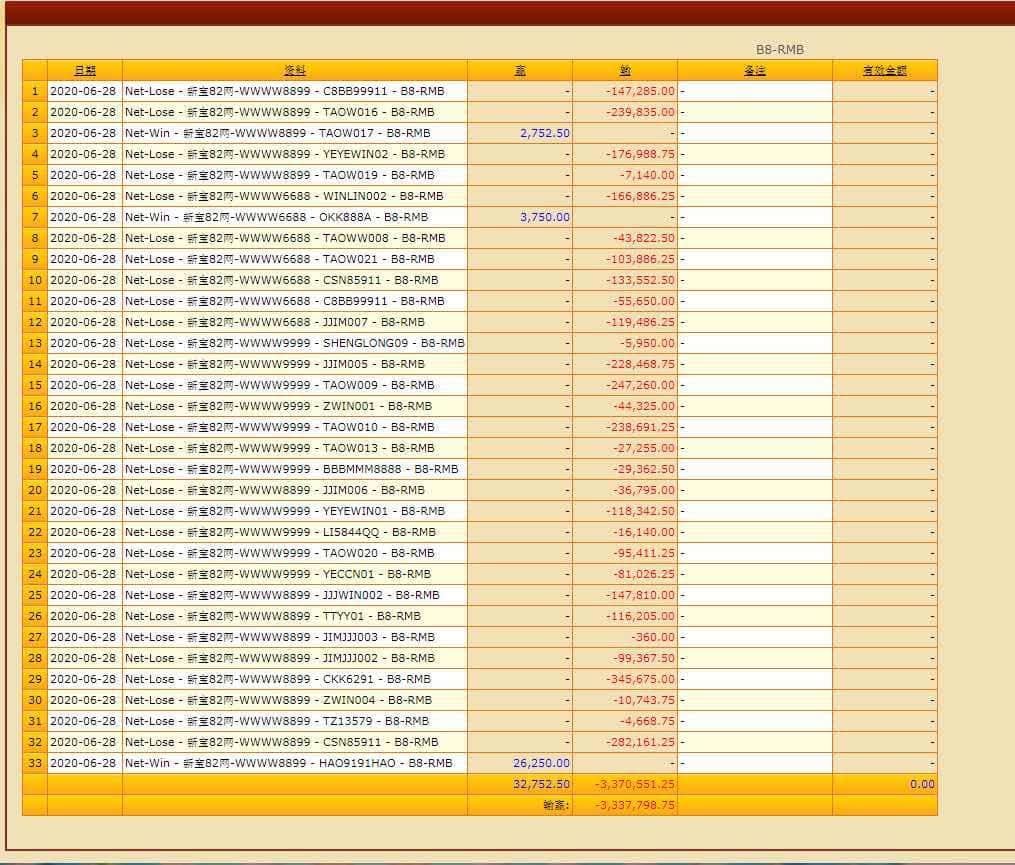 B8-RMB
日期 资料 赢 输 备注 有效金额
1 2020-06-28 Net-Lose - 新宝82网-WWWW8899 - C8BB99911 - B8-RMB - -147,285.00 - -
2 2020-06-28 Net-Lose - 新宝82网-WWWW8899 - TAOW016 - B8-RMB - -239,835.00 - -
3 2020-06-28 Net-Win - 新宝82网-WWWW8899 - TAOW017 - B8-RMB 2,752.50 - - -
4 2020-06-28 Net-Lose - 新宝82网-WWWW8899 - YEYEWIN02 - B8-RMB - -176,988.75 - -
5 2020-06-28 Net-Lose - 新宝82网-WWWW8899 - TAOW019 - B8-RMB - -7,140.00 - -
6 2020-06-28 Net-Lose - 新宝82网-WWWW6688 - WINLIN002 - B8-RMB - -166,886.25 - -
7 2020-06-28 Net-Win - 新宝82网-WWWW6688 - OKK888A - B8-RMB 3,750.00 - - -
8 2020-06-28 Net-Lose - 新宝82网-WWWW6688 - TAOWW008 - B8-RMB - -43,822.50 - -
9 2020-06-28 Net-Lose - 新宝82网-WWWW6688 - TAOW021 - B8-RMB - -103,886.25 - -
10 2020-06-28 Net-Lose - 新宝82网-WWWW6688 - CSN85911 - B8-RMB - -133,552.50 - -
11 2020-06-28 Net-Lose - 新宝82网-WWWW6688 - C8BB99911 - B8-RMB - -55,650.00 - -
12 2020-06-28 Net-Lose - 新宝82网-WWWW6688 - JJIM007 - B8-RMB - -119,486.25 - -
13 2020-06-28 Net-Lose - 新宝82网-WWWW9999 - SHENGLONG09 - B8-RMB - -5,950.00 - -
14 2020-06-28 Net-Lose - 新宝82网-WWWW9999 - JJIM005 - B8-RMB - -228,468.75 - -
15 2020-06-28 Net-Lose - 新宝82网-WWWW9999 - TAOW009 - B8-RMB - -247,260.00 - -
16 2020-06-28 Net-Lose - 新宝82网-WWWW9999 - ZWIN001 - B8-RMB - -44,325.00 - -
17 2020-06-28 Net-Lose - 新宝82网-WWWW9999 - TAOW010 - B8-RMB - -238,691.25 - -
18 2020-06-28 Net-Lose - 新宝82网-WWWW9999 - TAOW013 - B8-RMB - -27,255.00 - -
19 2020-06-28 Net-Lose - 新宝82网-WWWW9999 - BBBMMM8888 - B8-RMB - -29,362.50 - -
20 2020-06-28 Net-Lose - 新宝82网-WWWW8899 - JJIM006 - B8-RMB - -36,795.00 - -
21 2020-06-28 Net-Lose - 新宝82网-WWWW9999 - YEYEWIN01 - B8-RMB - -118,342.50 - -
22 2020-06-28 Net-Lose - 新宝82网-WWWW9999 - LI5844QQ - B8-RMB - -16,140.00 - -
23 2020-06-28 Net-Lose - 新宝82网-WWWW9999 - TAOW020 - B8-RMB - -95,411.25 - -
24 2020-06-28 Net-Lose - 新宝82网-WWWW9999 - YECCN01 - B8-RMB - -81,026.25 - -
25 2020-06-28 Net-Lose - 新宝82网-WWWW8899 - JJJWIN002 - B8-RMB - -147,810.00 - -
26 2020-06-28 Net-Lose - 新宝82网-WWWW8899 - TTYY01 - B8-RMB - -116,205.00 - -
27 2020-06-28 Net-Lose - 新宝82网-WWWW8899 - JIMJJJ003 - B8-RMB - -360.00 - -
28 2020-06-28 Net-Lose - 新宝82网-WWWW8899 - JIMJJJ002 - B8-RMB - -99,367.50 - -
29 2020-06-28 Net-Lose - 新宝82网-WWWW8899 - CKK6291 - B8-RMB - -345,675.00 - -
30 2020-06-28 Net-Lose - 新宝82网-WWWW8899 - ZWIN004 - B8-RMB - -10,743.75 - -
31 2020-06-28 Net-Lose - 新宝82网-WWWW8899 - TZ13579 - B8-RMB - -4,668.75 - -
32 2020-06-28 Net-Lose - 新宝82网-WWWW8899 - CSN85911 - B8-RMB - -282,161.25 - -
33 2020-06-28 Net-Win - 新宝82网-WWWW8899 - HAO9191HAO - B8-RMB 26,250.00 - - -
32,752.50 -3,370,551.25 0.00
输赢: -3,337,798.75